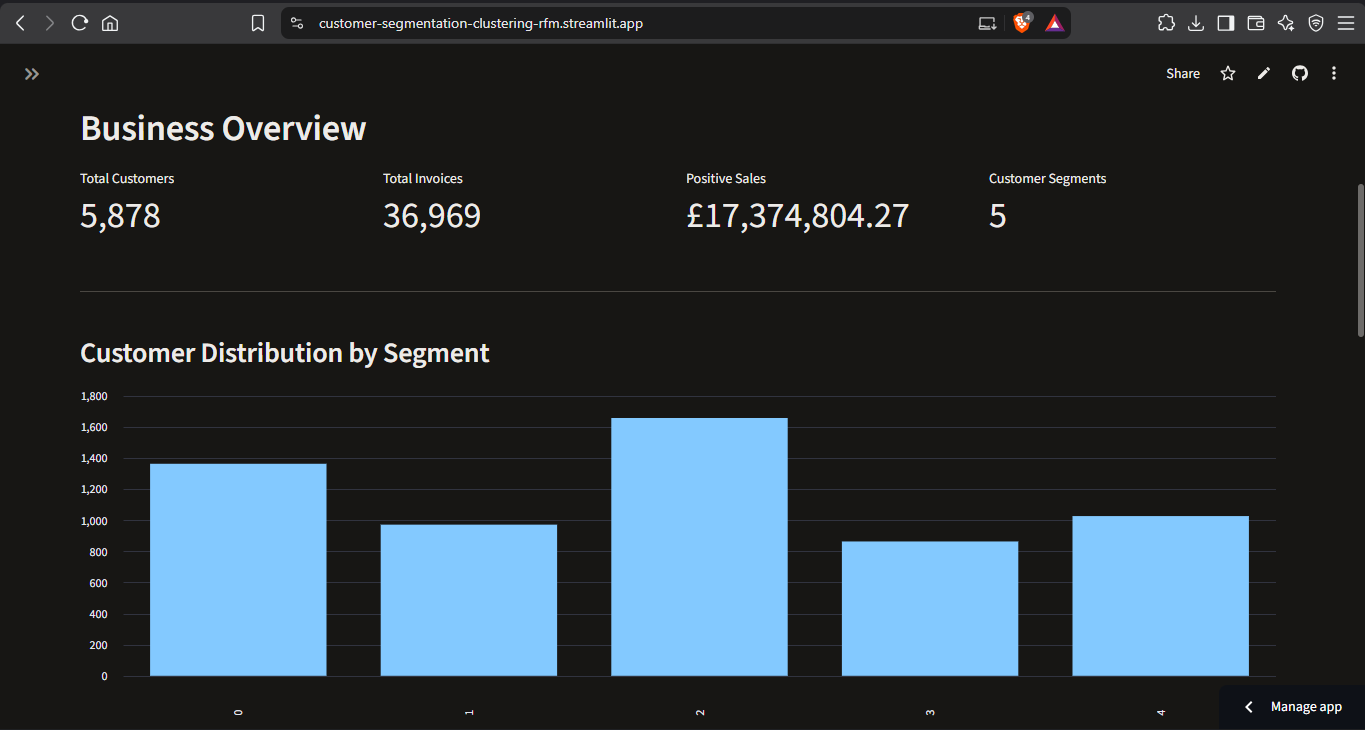 customer-segmentation-clustering-rfm.streamlit.app
4
Share
Business Overview
Total Customers Total Invoices Positive Sales Customer Segments
5,878 36,969 £17,374,804.27 5
Customer Distribution by Segment
1,800
1,600
1,400
1,200
1,000
800
600
400
200
0
0 1 2 3 4
Manage app